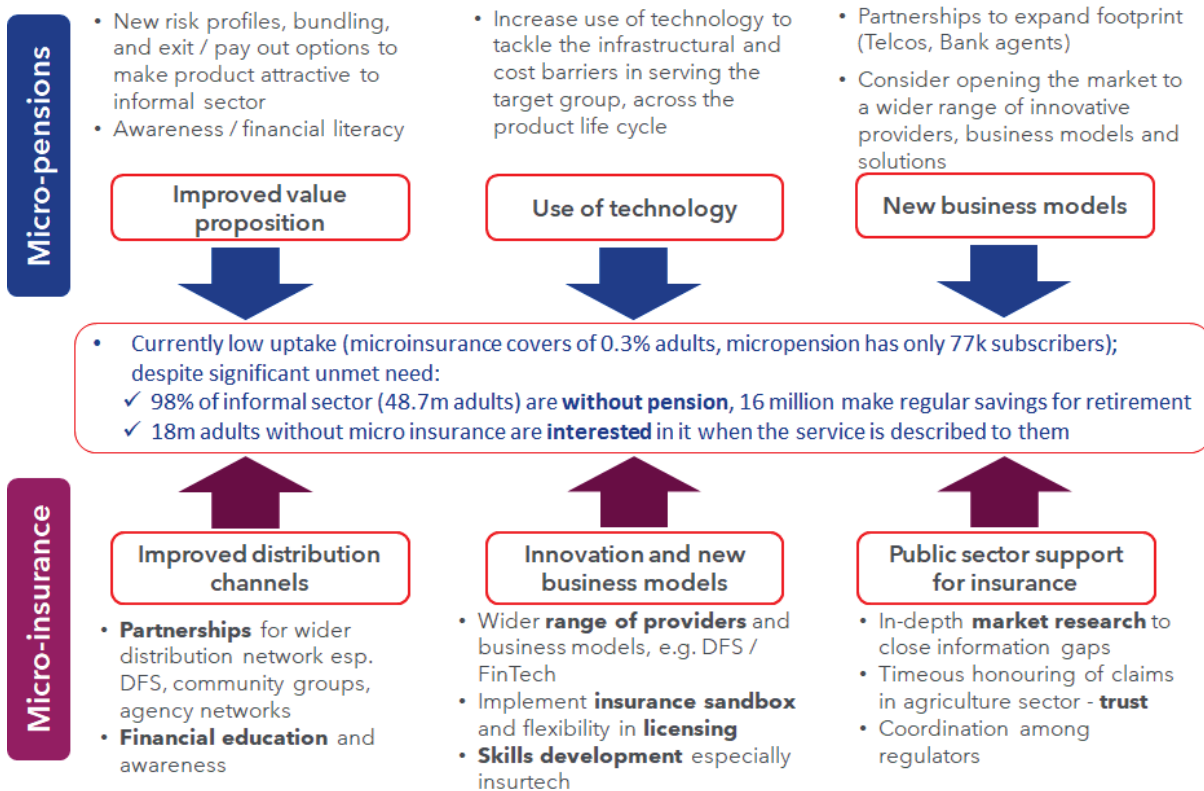 Micro-pensions
• New risk profiles, bundling,
and exit / pay out options to
make product attractive to
informal sector
• Awareness / financial literacy
Improved value
proposition
• Increase use of technology to
tackle the infrastructural and
cost barriers in serving the
target group, across the
product life cycle
Use of technology
• Partnerships to expand footprint
(Telcos, Bank agents)
• Consider opening the market to
a wider range of innovative
providers, business models and
solutions
New business models
• Currently low uptake (microinsurance covers of 0.3% adults, micropension has only 77k subscribers);
despite significant unmet need:
✓ 98% of informal sector (48.7m adults) are without pension, 16 million make regular savings for retirement
✓ 18m adults without micro insurance are interested in it when the service is described to them
Micro-insurance
Improved distribution
channels
• Partnerships for wider
distribution network esp.
DFS, community groups,
agency networks
• Financial education and
awareness
Innovation and new
business models
• Wider range of providers and
business models, e.g. DFS /
FinTech
• Implement insurance sandbox
and flexibility in licensing
• Skills development especially
insurtech
Public sector support
for insurance
• In-depth market research to
close information gaps
• Timeous honouring of claims
in agriculture sector - trust
• Coordination among
regulators